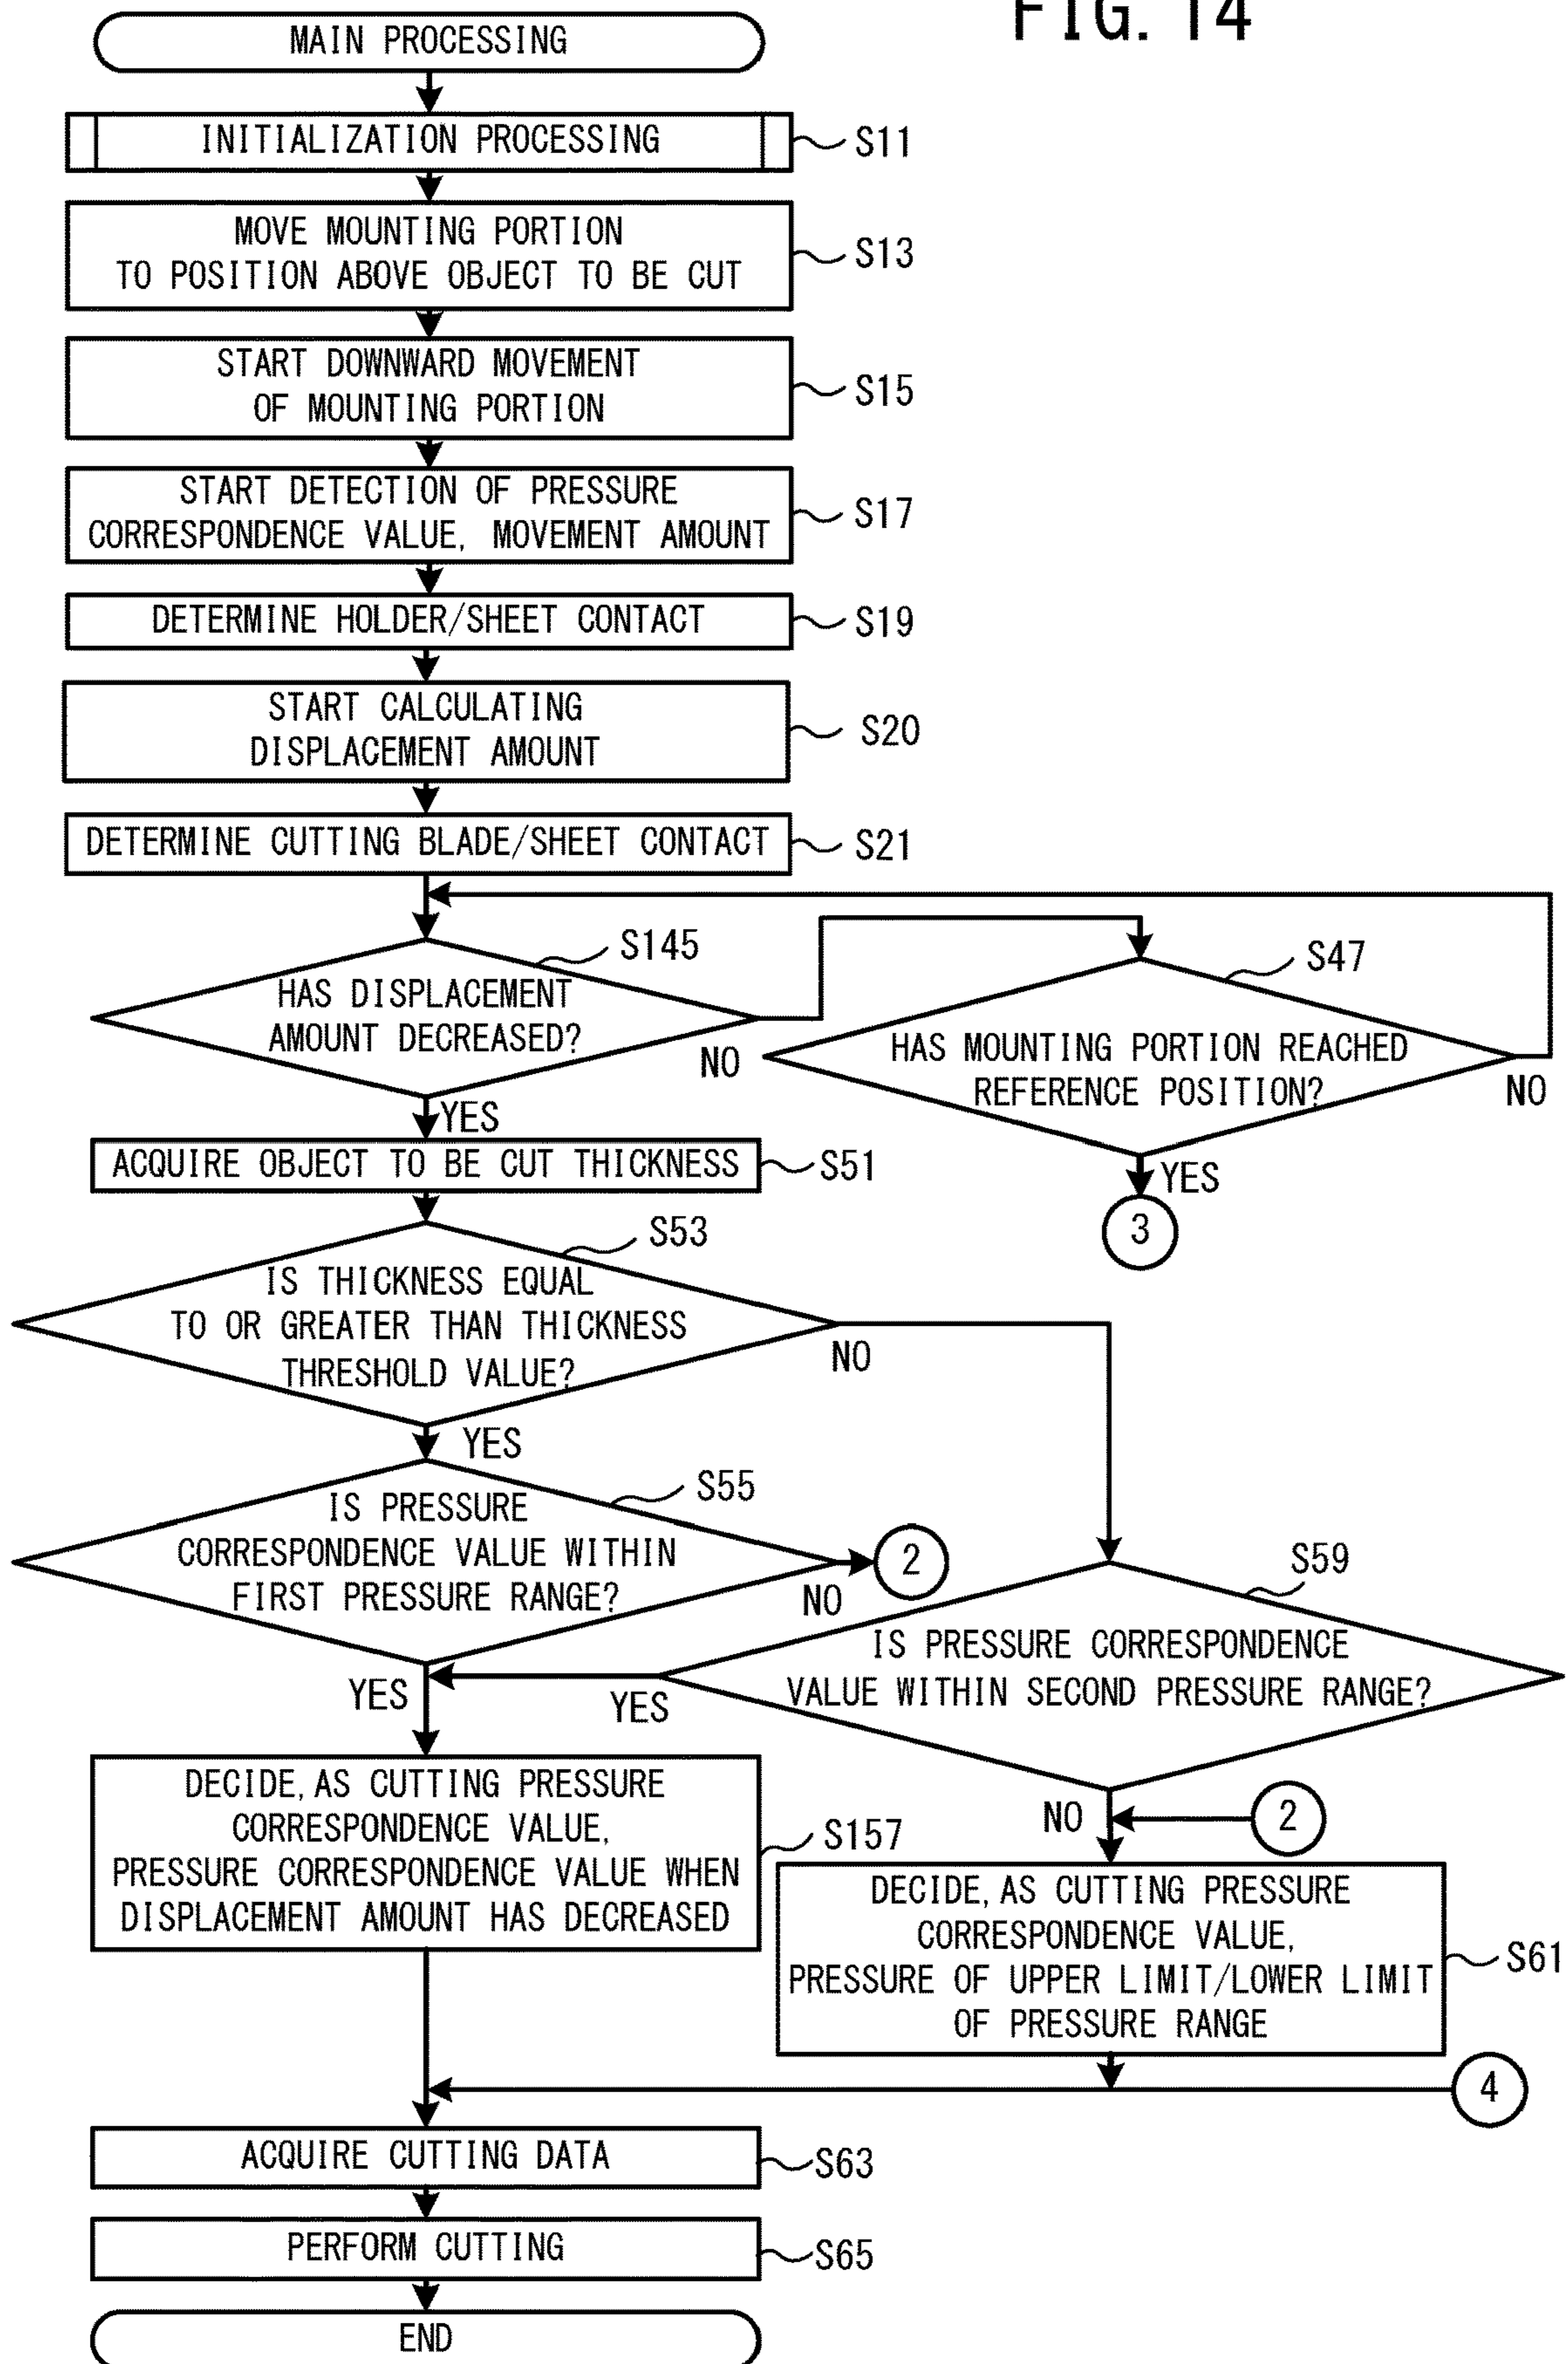 FIG. 14
MAIN PROCESSING
INITIALIZATION PROCESSING
S11
MOVE MOUNTING PORTION
TO POSITION ABOVE OBJECT TO BE CUT
S13
START DOWNWARD MOVEMENT
OF MOUNTING PORTION
S15
START DETECTION OF PRESSURE
CORRESPONDENCE VALUE, MOVEMENT AMOUNT
S17
DETERMINE HOLDER/SHEET CONTACT
S19
START CALCULATING
DISPLACEMENT AMOUNT
S20
DETERMINE CUTTING BLADE/SHEET CONTACT
S21
S145
HAS DISPLACEMENT
AMOUNT DECREASED?
NO
YES
S47
HAS MOUNTING PORTION REACHED
REFERENCE POSITION?
NO
YES
3
ACQUIRE OBJECT TO BE CUT THICKNESS
S51
S53
IS THICKNESS EQUAL
TO OR GREATER THAN THICKNESS
THRESHOLD VALUE?
NO
YES
S55
IS PRESSURE
CORRESPONDENCE VALUE WITHIN
FIRST PRESSURE RANGE?
NO
2
YES
S59
IS PRESSURE CORRESPONDENCE
VALUE WITHIN SECOND PRESSURE RANGE?
YES
NO
2
DECIDE, AS CUTTING PRESSURE
CORRESPONDENCE VALUE,
PRESSURE CORRESPONDENCE VALUE WHEN
DISPLACEMENT AMOUNT HAS DECREASED
S157
DECIDE, AS CUTTING PRESSURE
CORRESPONDENCE VALUE,
PRESSURE OF UPPER LIMIT/LOWER LIMIT
OF PRESSURE RANGE
S61
4
ACQUIRE CUTTING DATA
S63
PERFORM CUTTING
S65
END